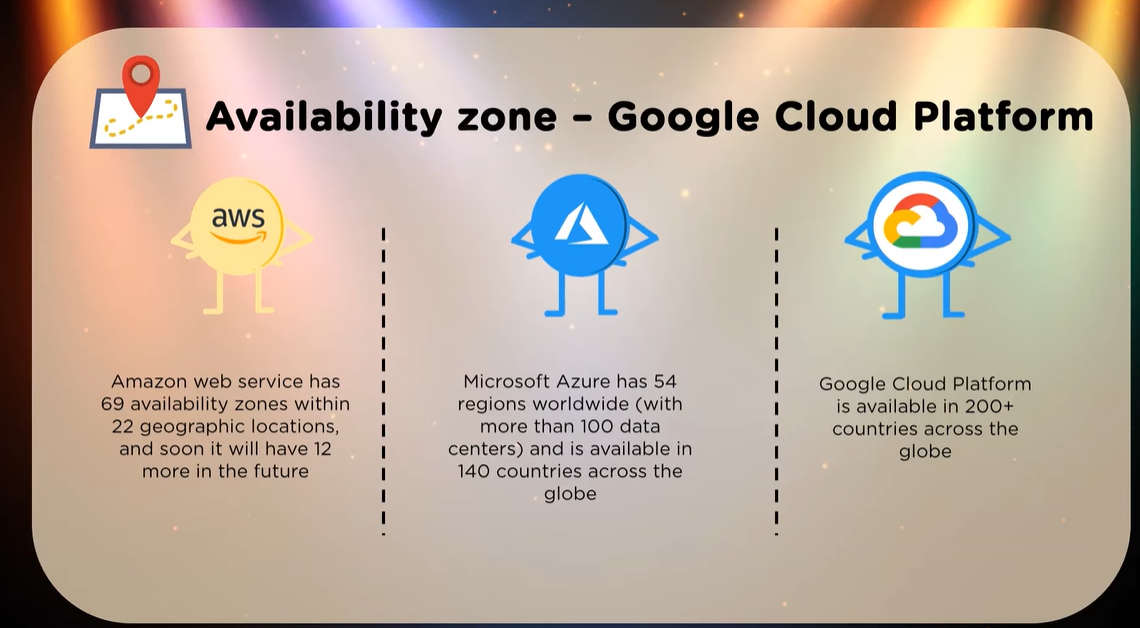 Availability zone – Google Cloud Platform
aws
Amazon web service has
69 availability zones within
22 geographic locations,
and soon it will have 12
more in the future
Microsoft Azure has 54
regions worldwide (with
more than 100 data
centers) and is available in
140 countries across the
globe
Google Cloud Platform
is available in 200+
countries across the
globe